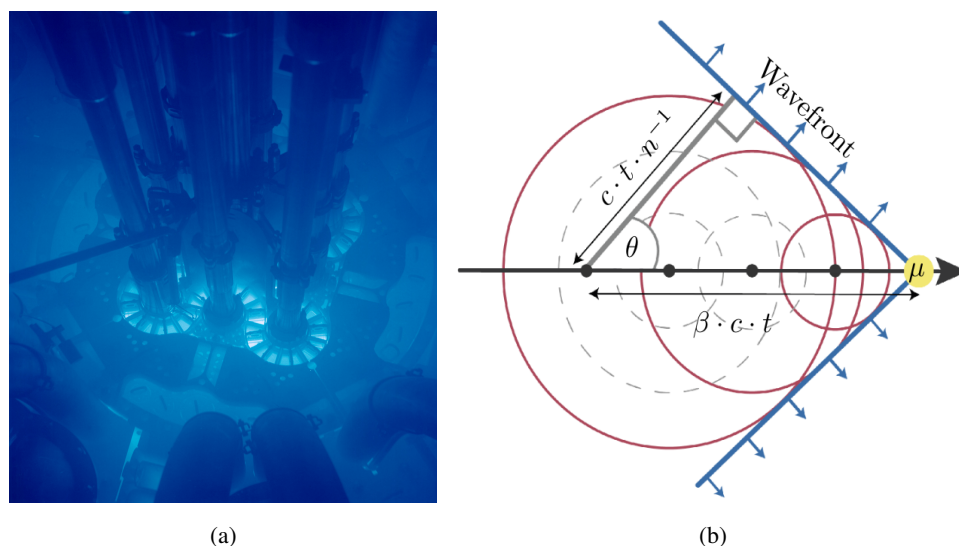 Wavefront
c · t · n⁻¹
θ
μ
β · c · t
(a)
(b)